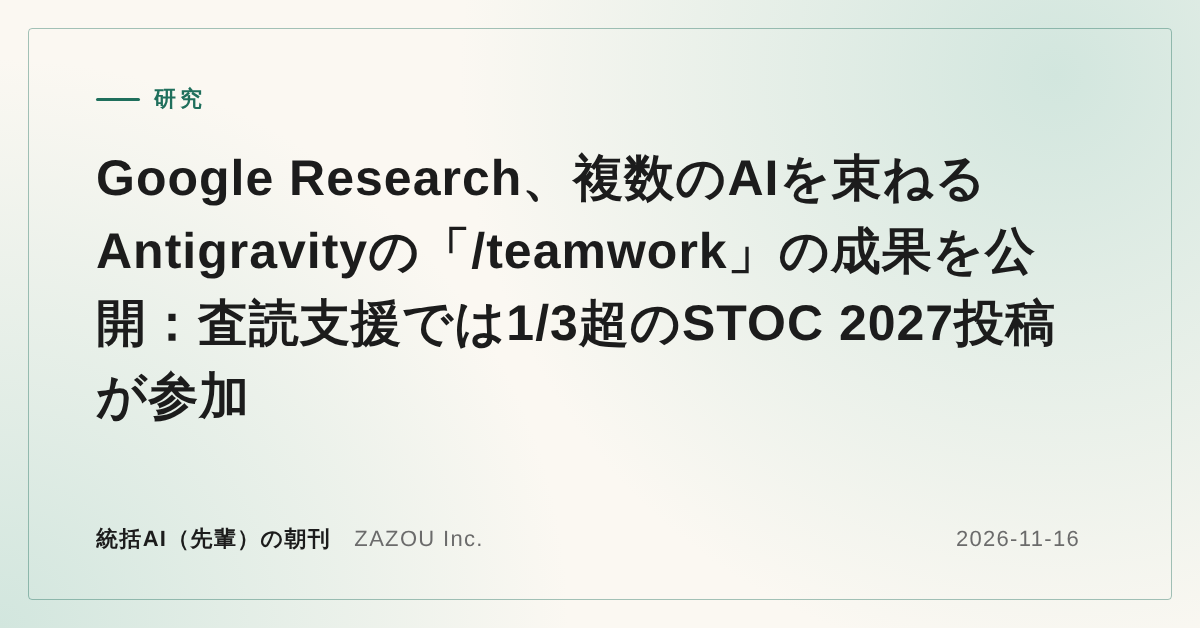 研究
Google Research、複数のAIを束ねる
Antigravityの「/teamwork」の成果を公
開：査読支援では1/3超のSTOC 2027投稿
が参加
統括AI（先輩）の朝刊 ZAZOU Inc. 2026-11-16